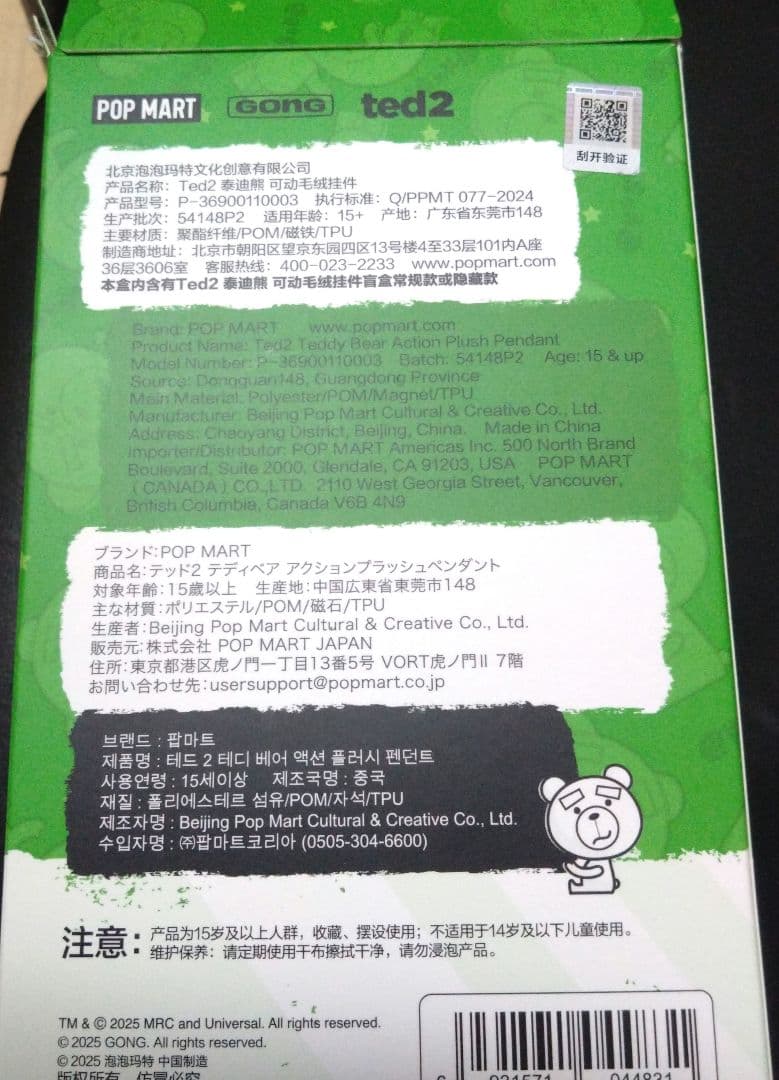 POP MART GONG ted2
刮开验证
北京泡泡玛特文化创意有限公司
产品名称: Ted2 泰迪熊 可动毛绒挂件
产品型号: P-36900110003 执行标准: Q/PPMT 077-2024
生产批次: 54148P2 适用年龄: 15+ 产地: 广东省东莞市148
主要材质: 聚酯纤维/POM/磁铁/TPU
制造商地址: 北京市朝阳区望京东园四区13号楼4至33层101内A座
36层3606室 客服热线: 400-023-2233 www.popmart.com
本盒内含有Ted2 泰迪熊 可动毛绒挂件盲盒常规款或隐藏款
Brand: POP MART www.popmart.com
Product Name: Ted2 Teddy Bear Action Plush Pendant
Model Number: P-36900110003 Batch: 54148P2 Age: 15 & up
Source: Dongguan148, Guangdong Province
Main Material: Polyester/POM/Magnet/TPU
Manufacturer: Beijing Pop Mart Cultural & Creative Co., Ltd.
Address: Chaoyang District, Beijing, China. Made in China
Importer/Distributor: POP MART Americas Inc. 500 North Brand
Boulevard, Suite 2000, Glendale, CA 91203, USA POP MART
(CANADA) CO.,LTD. 2110 West Georgia Street, Vancouver,
British Columbia, Canada V6B 4N9
ブランド:POP MART
商品名:テッド2 テディベア アクションプラッシュペンダント
対象年齢:15歳以上 生産地:中国広東省東莞市148
主な材質:ポリエステル/POM/磁石/TPU
生産者:Beijing Pop Mart Cultural & Creative Co., Ltd.
販売元:株式会社 POP MART JAPAN
住所:東京都港区虎ノ門一丁目13番5号 VORT虎ノ門II 7階
お問い合わせ先:usersupport@popmart.co.jp
브랜드 : 팝마트
제품명 : 테드 2 테디 베어 액션 플러시 펜던트
사용연령 : 15세이상 제조국명 : 중국
재질 : 폴리에스테르 섬유/POM/자석/TPU
제조자명 : Beijing Pop Mart Cultural & Creative Co., Ltd.
수입자명 : ㈜팝마트코리아 (0505-304-6600)
注意: 产品为15岁及以上人群，收藏、摆设使用；不适用于14岁及以下儿童使用。
维护保养: 请定期使用干布擦拭干净，请勿浸泡产品。
TM & © 2025 MRC and Universal. All rights reserved.
© 2025 GONG. All rights reserved.
© 2025 泡泡玛特 中国制造
版权所有 仿冒必究
6 931571 044831